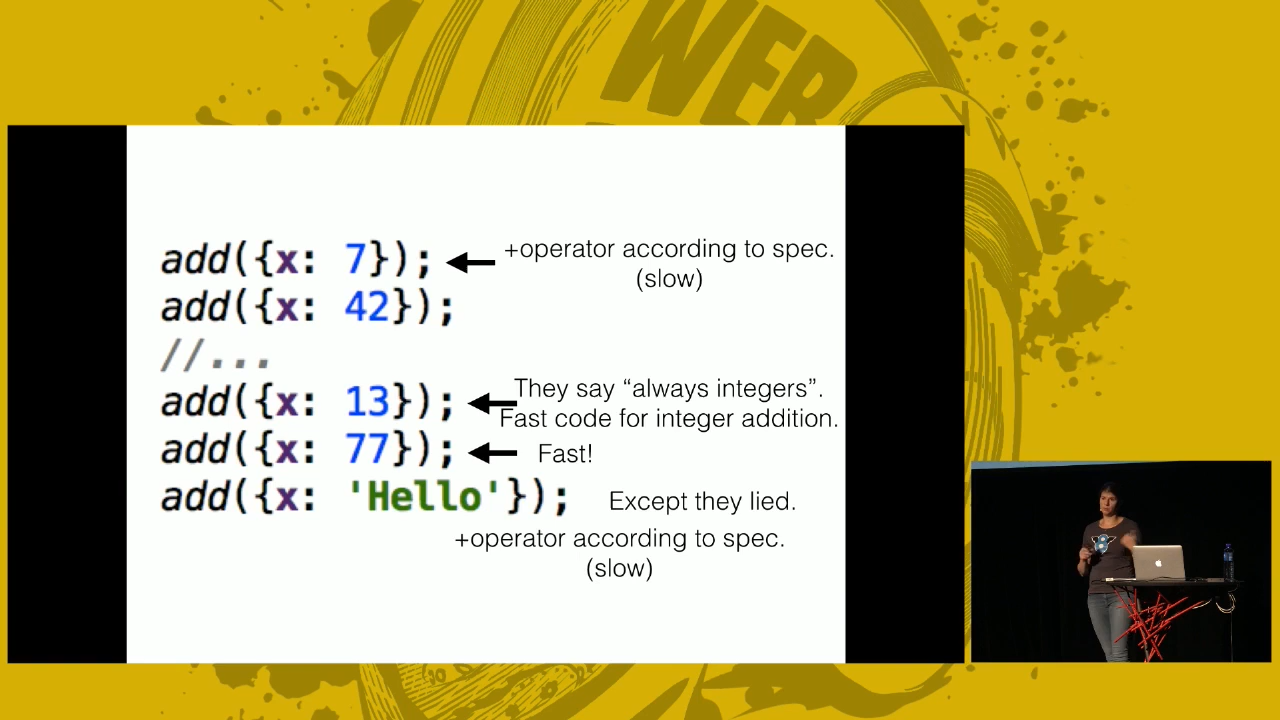 WEB
add({x: 7});
+operator according to spec.
(slow)
add({x: 42});
//...
add({x: 13});
They say “always integers”.
Fast code for integer addition.
add({x: 77});
Fast!
add({x: 'Hello'});
Except they lied.
+operator according to spec.
(slow)